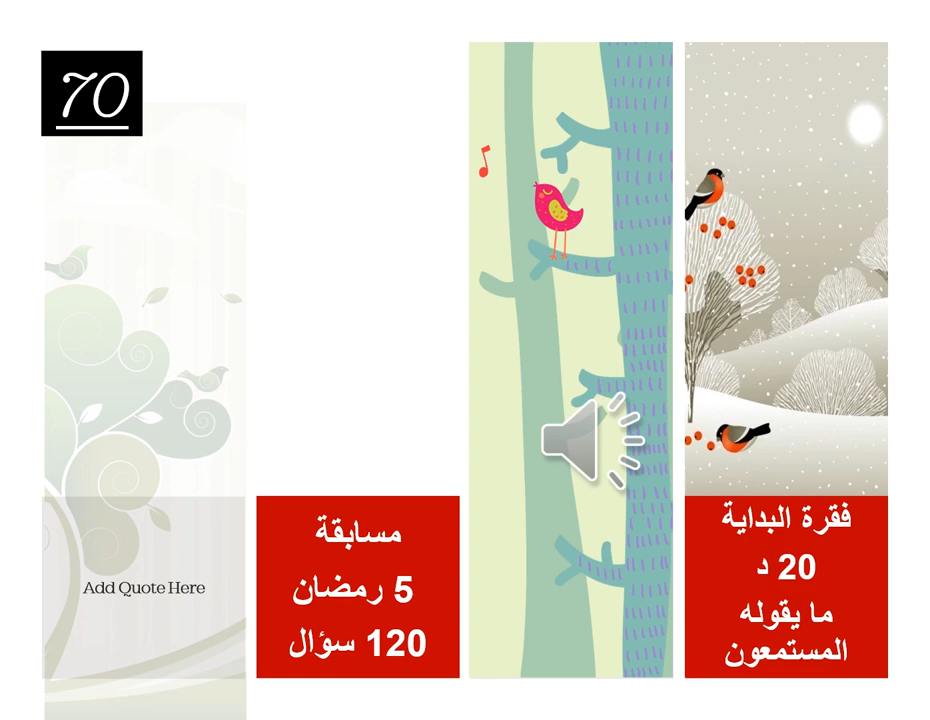 70
فقرة البداية
20 د
ما يقوله
المستمعون
مسابقة
5 رمضان
120 سؤال
Add Quote Here